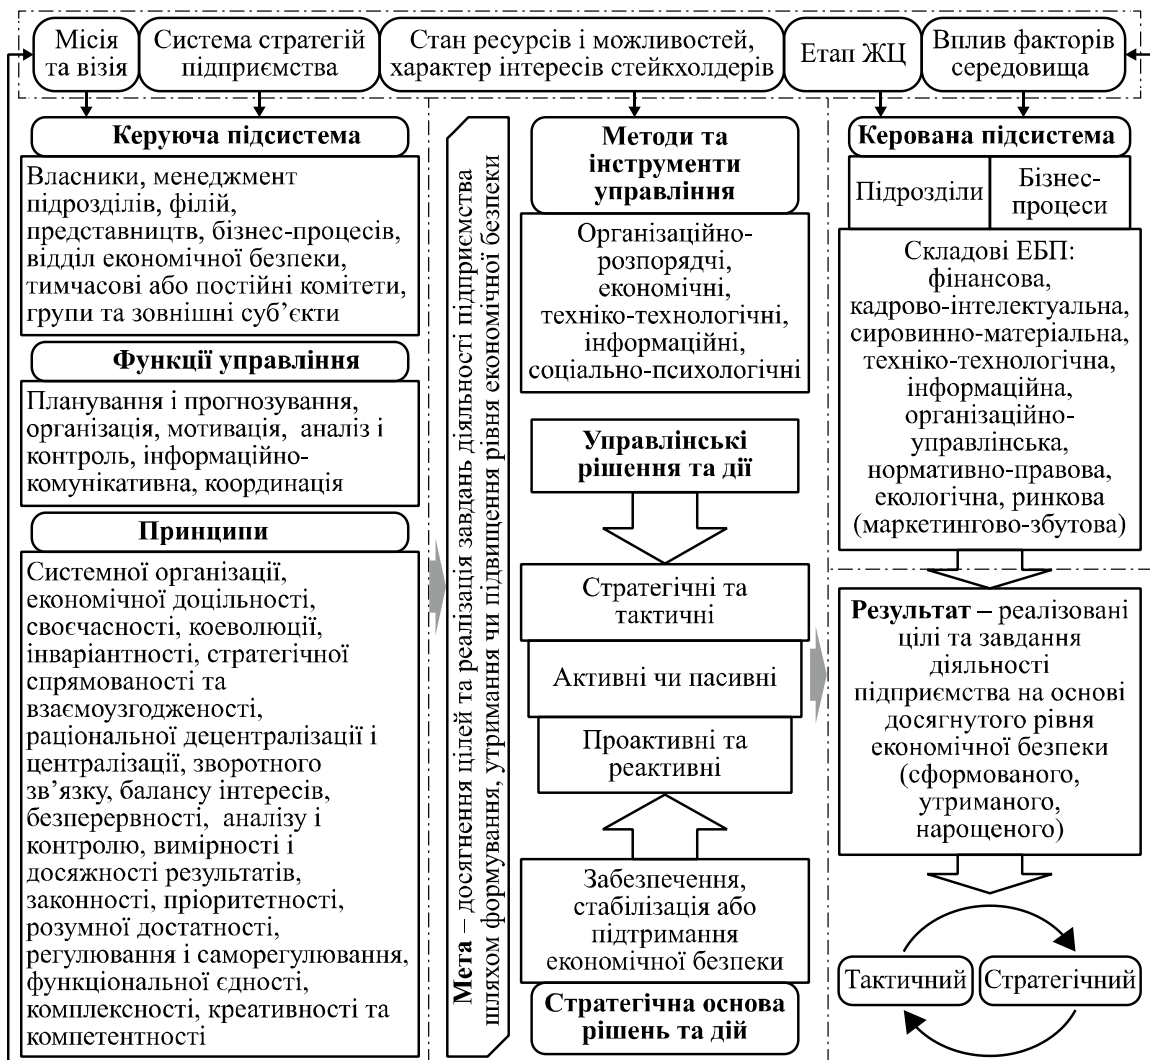 Місія
та візія
Система стратегій
підприємства
Стан ресурсів і можливостей,
характер інтересів стейкхолдерів
Етап ЖЦ
Вплив факторів
середовища
Керуюча підсистема
Власники, менеджмент
підрозділів, філій,
представництв, бізнес-процесів,
відділ економічної безпеки,
тимчасові або постійні комітети,
групи та зовнішні суб’єкти
Функції управління
Планування і прогнозування,
організація, мотивація, аналіз і
контроль, інформаційно-
комунікативна, координація
Принципи
Системної організації,
економічної доцільності,
своєчасності, коеволюції,
інваріантності, стратегічної
спрямованості та
взаємоузгодженості,
раціональної децентралізації і
централізації, зворотного
зв’язку, балансу інтересів,
безперервності, аналізу і
контролю, вимірності і
досяжності результатів,
законності, пріоритетності,
розумної достатності,
регулювання і саморегулювання,
функціональної єдності,
комплексності, креативності та
компетентності
Мета – досягнення цілей та реалізація завдань діяльності підприємства
шляхом формування, утримання чи підвищення рівня економічної безпеки
Методи та
інструменти
управління
Організаційно-
розпорядчі,
економічні,
техніко-технологічні,
інформаційні,
соціально-психологічні
Управлінські
рішення та дії
Стратегічні та
тактичні
Активні чи пасивні
Проактивні та
реактивні
Забезпечення,
стабілізація або
підтримання
економічної безпеки
Стратегічна основа
рішень та дій
Керована підсистема
Підрозділи
Бізнес-
процеси
Складові ЕБП:
фінансова,
кадрово-інтелектуальна,
сировинно-матеріальна,
техніко-технологічна,
інформаційна,
організаційно-
управлінська,
нормативно-правова,
екологічна, ринкова
(маркетингово-збутова)
Результат – реалізовані
цілі та завдання
діяльності
підприємства на основі
досягнутого рівня
економічної безпеки
(сформованого,
утриманого,
нарощеного)
Тактичний
Стратегічний